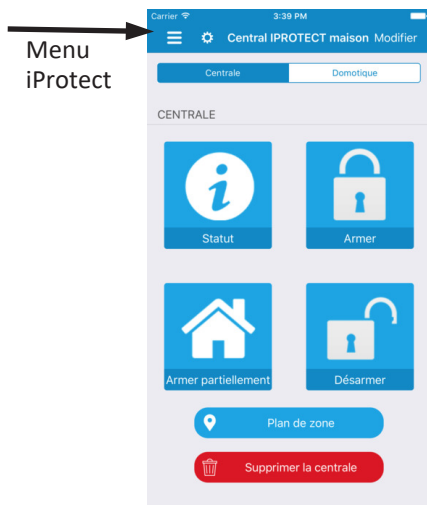 Carrier 3:39 PM
Central IPROTECT maison Modifier
Menu
iProtect
Centrale Domotique
CENTRALE
Statut Armer
Armer partiellement Désarmer
Plan de zone
Supprimer la centrale